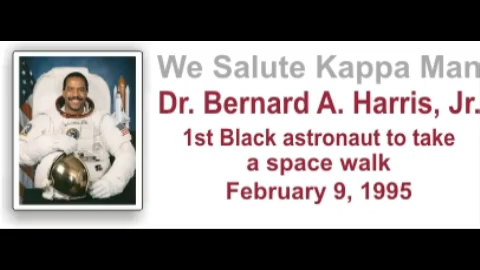 We Salute Kappa Man
Dr. Bernard A. Harris, Jr.
1st Black astronaut to take
a space walk
February 9, 1995